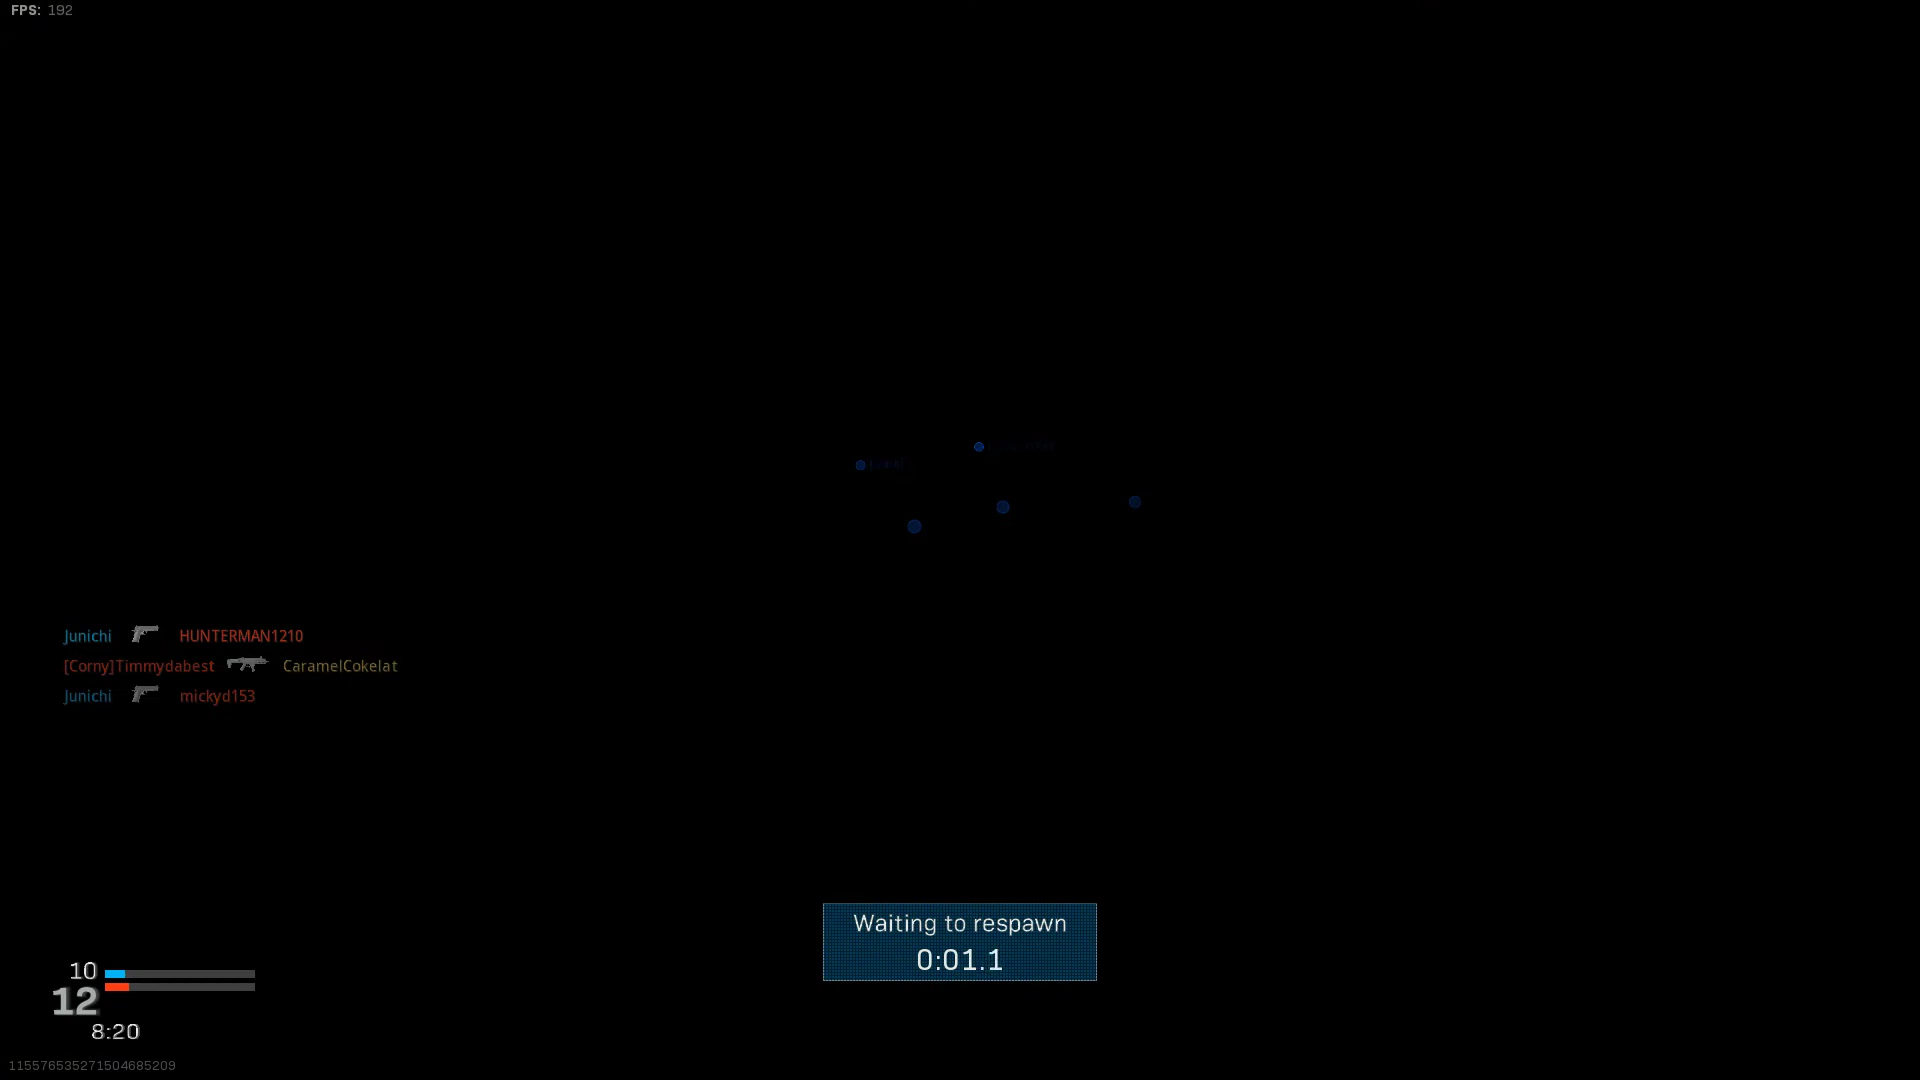 FPS: 192
Junichi HUNTERMAN1210
[Corny]Timmydabest CaramelCokelat
Junichi mickyd153
Waiting to respawn
0:01.1
10
12
8:20
115576535271504685209